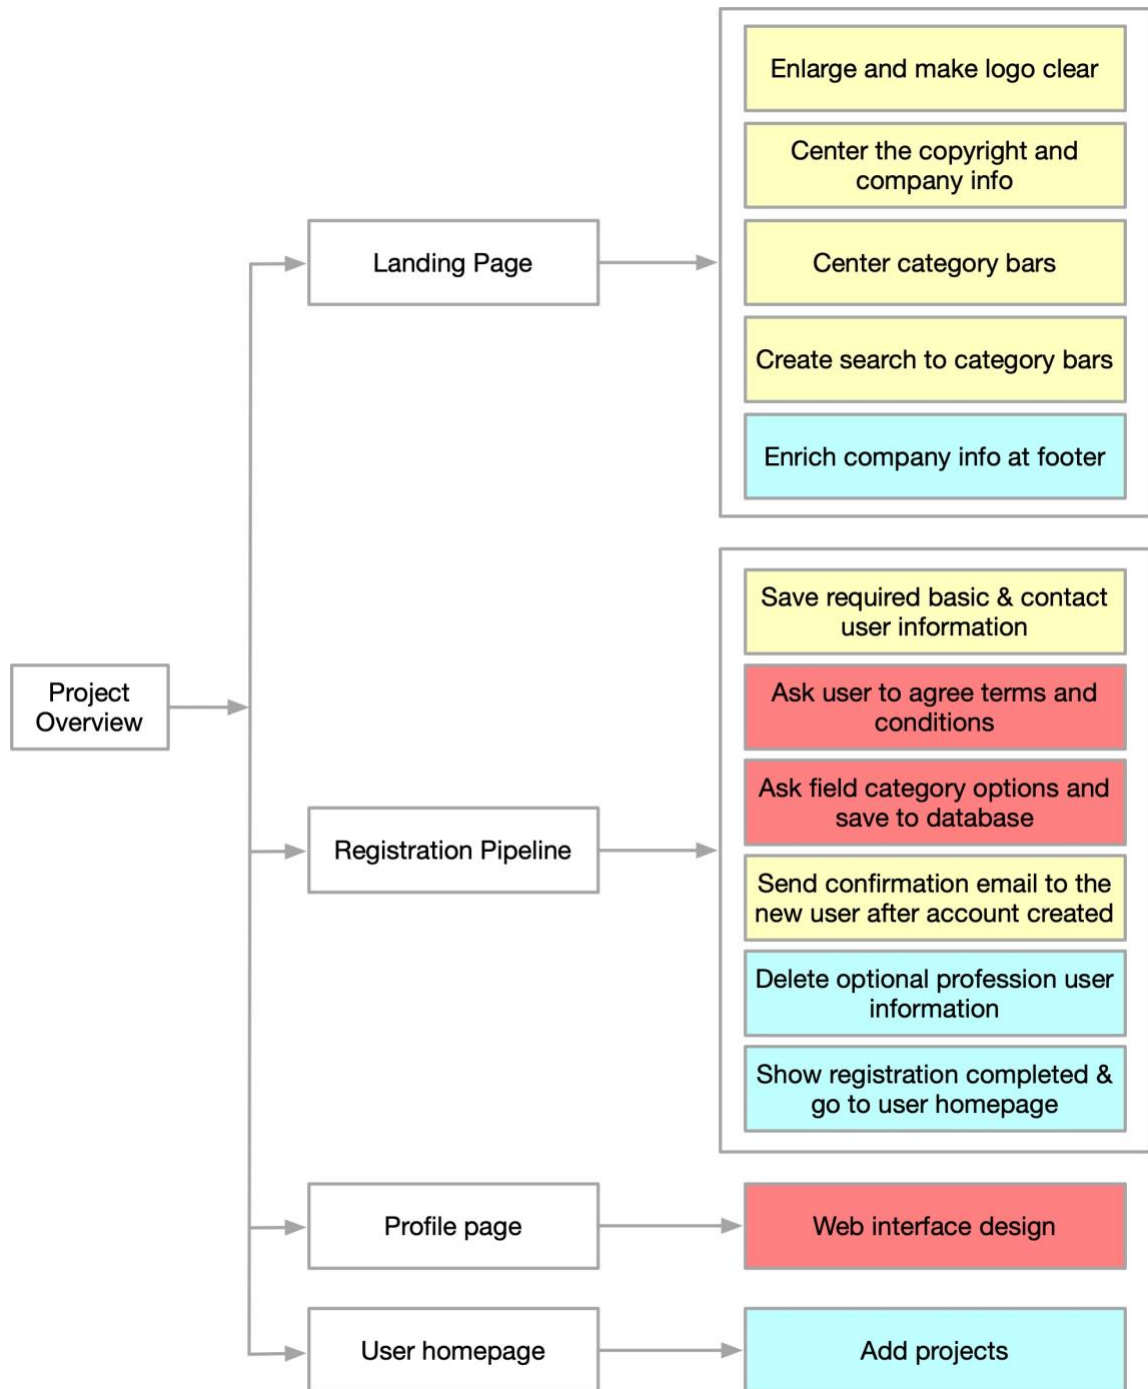 Project
Overview
Landing Page
Enlarge and make logo clear
Center the copyright and
company info
Center category bars
Create search to category bars
Enrich company info at footer
Registration Pipeline
Save required basic & contact
user information
Ask user to agree terms and
conditions
Ask field category options and
save to database
Send confirmation email to the
new user after account created
Delete optional profession user
information
Show registration completed &
go to user homepage
Profile page
Web interface design
User homepage
Add projects